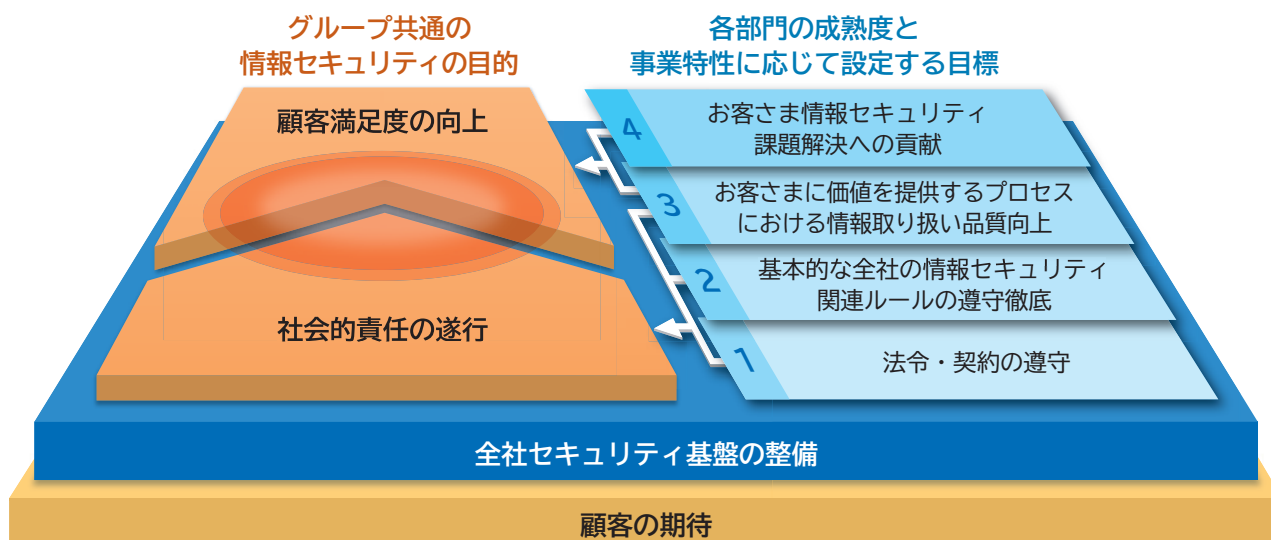 グループ共通の
情報セキュリティの目的
各部門の成熟度と
事業特性に応じて設定する目標
顧客満足度の向上
社会的責任の遂行
4
お客さま情報セキュリティ
課題解決への貢献
3
お客さまに価値を提供するプロセス
における情報取り扱い品質向上
2
基本的な全社の情報セキュリティ
関連ルールの遵守徹底
1
法令・契約の遵守
全社セキュリティ基盤の整備
顧客の期待